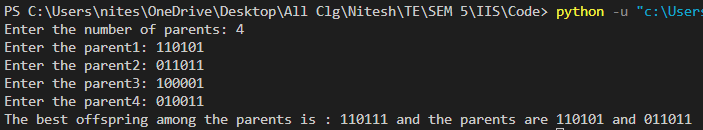 PS C:\Users\nites\OneDrive\Desktop\All Clg\Nitesh\TE\SEM 5\IIS\Code> python -u "c:\Users
Enter the number of parents: 4
Enter the parent1: 110101
Enter the parent2: 011011
Enter the parent3: 100001
Enter the parent4: 010011
The best offspring among the parents is : 110111 and the parents are 110101 and 011011